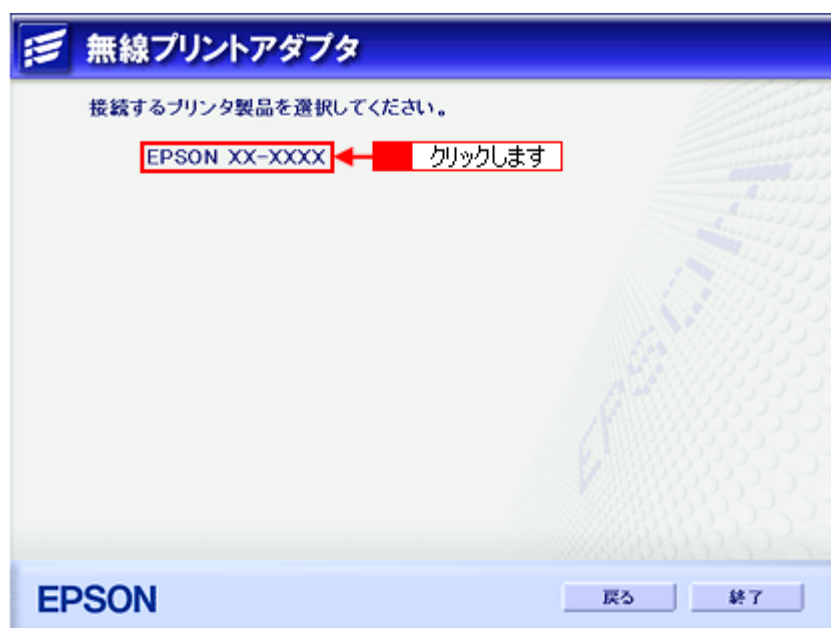 無線プリントアダプタ
接続するプリンタ製品を選択してください。
EPSON XX-XXXX
クリックします
EPSON
EPSON
戻る
終了